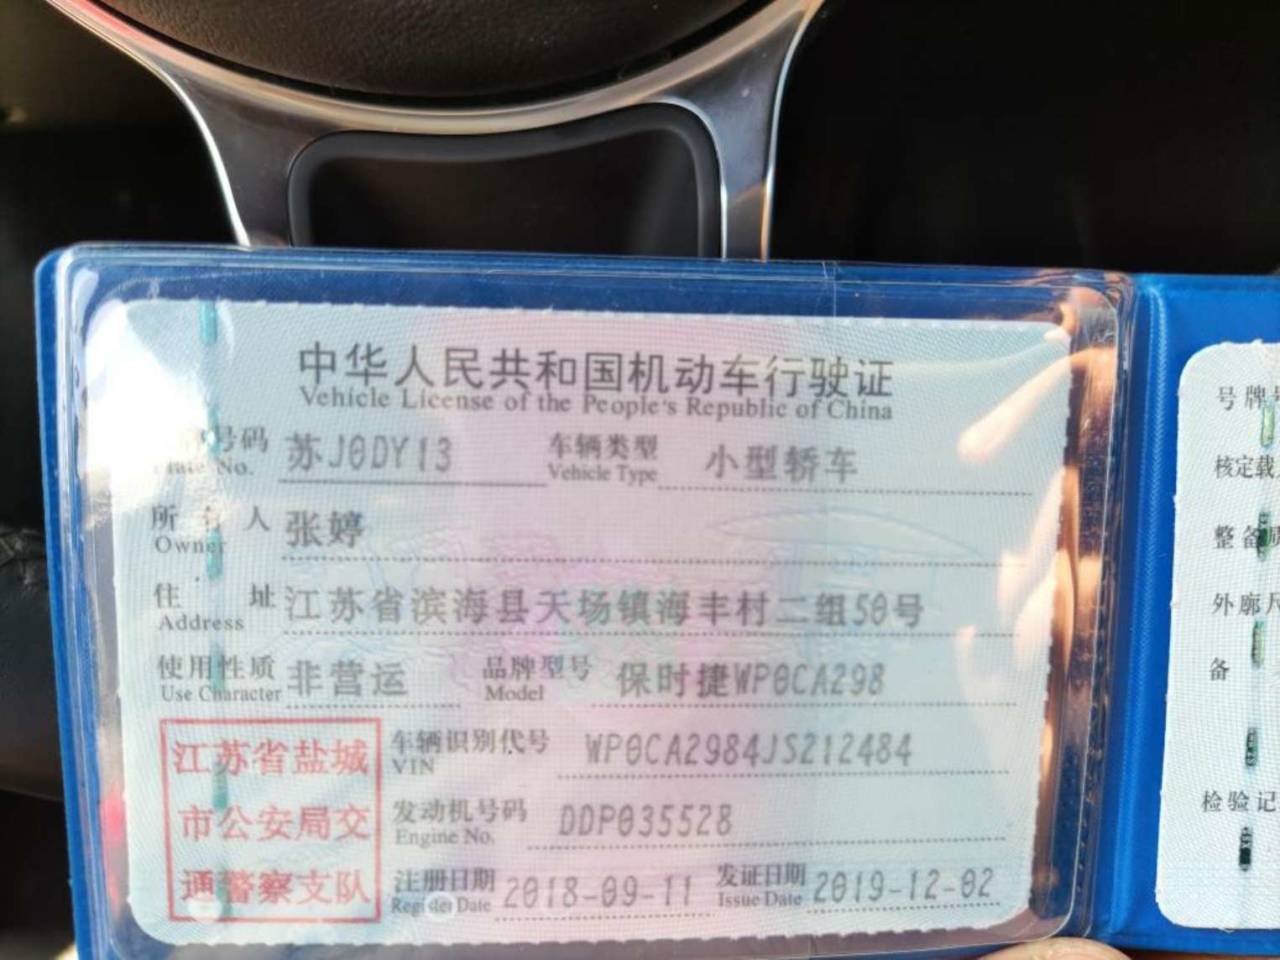 中华人民共和国机动车行驶证
Vehicle License of the People's Republic of China
号码 苏J0DY13 车辆类型 小型轿车
Plate No. Vehicle Type
所有人 张婷
Owner
住址 江苏省滨海县天场镇海丰村二组50号
Address
使用性质 非营运 品牌型号 保时捷WP0CA298
Use Character Model
江苏省盐城
市公安局交
通警察支队
车辆识别代号 WP0CA2984JS212484
VIN
发动机号码 DDP035528
Engine No.
注册日期 2018-09-11 发证日期 2019-12-02
Register Date Issue Date
号牌号
核定载
整备质
外廓尺
备
检验记